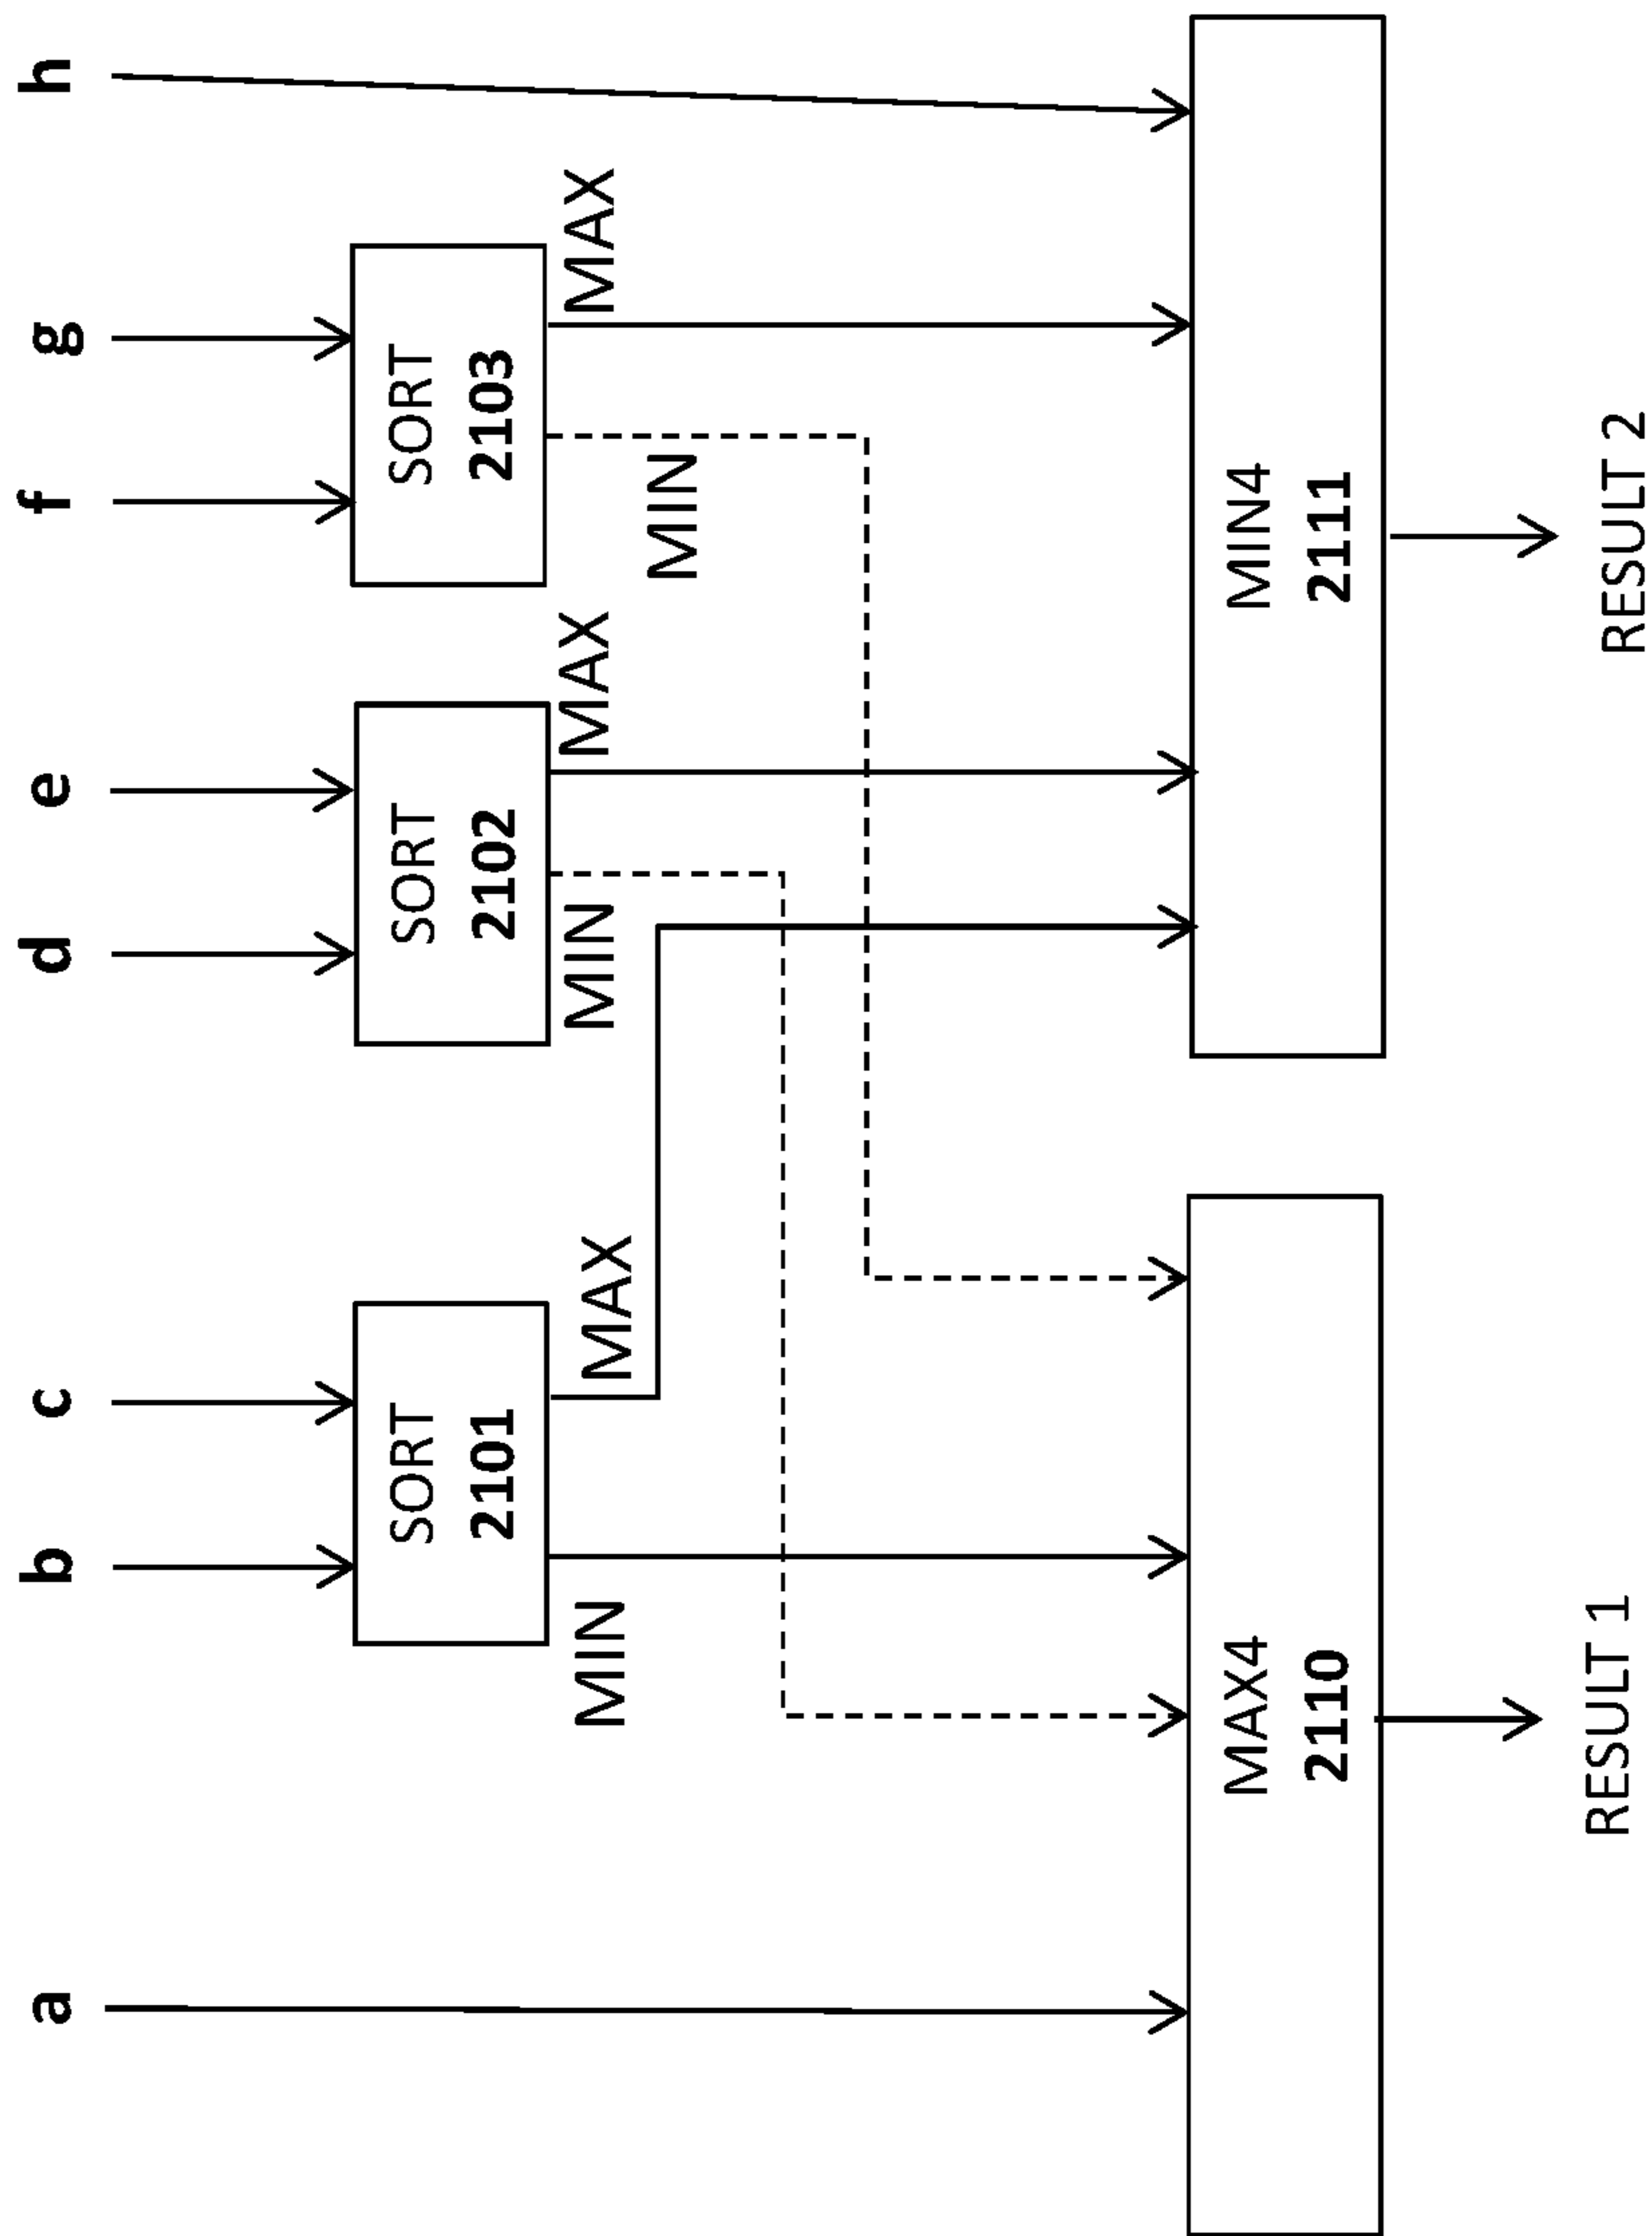 a
b
c
d
e
f
g
h
SORT
2101
SORT
2102
SORT
2103
MIN
MAX
MIN
MAX
MIN
MAX
MAX4
2110
MIN4
2111
RESULT 1
RESULT 2